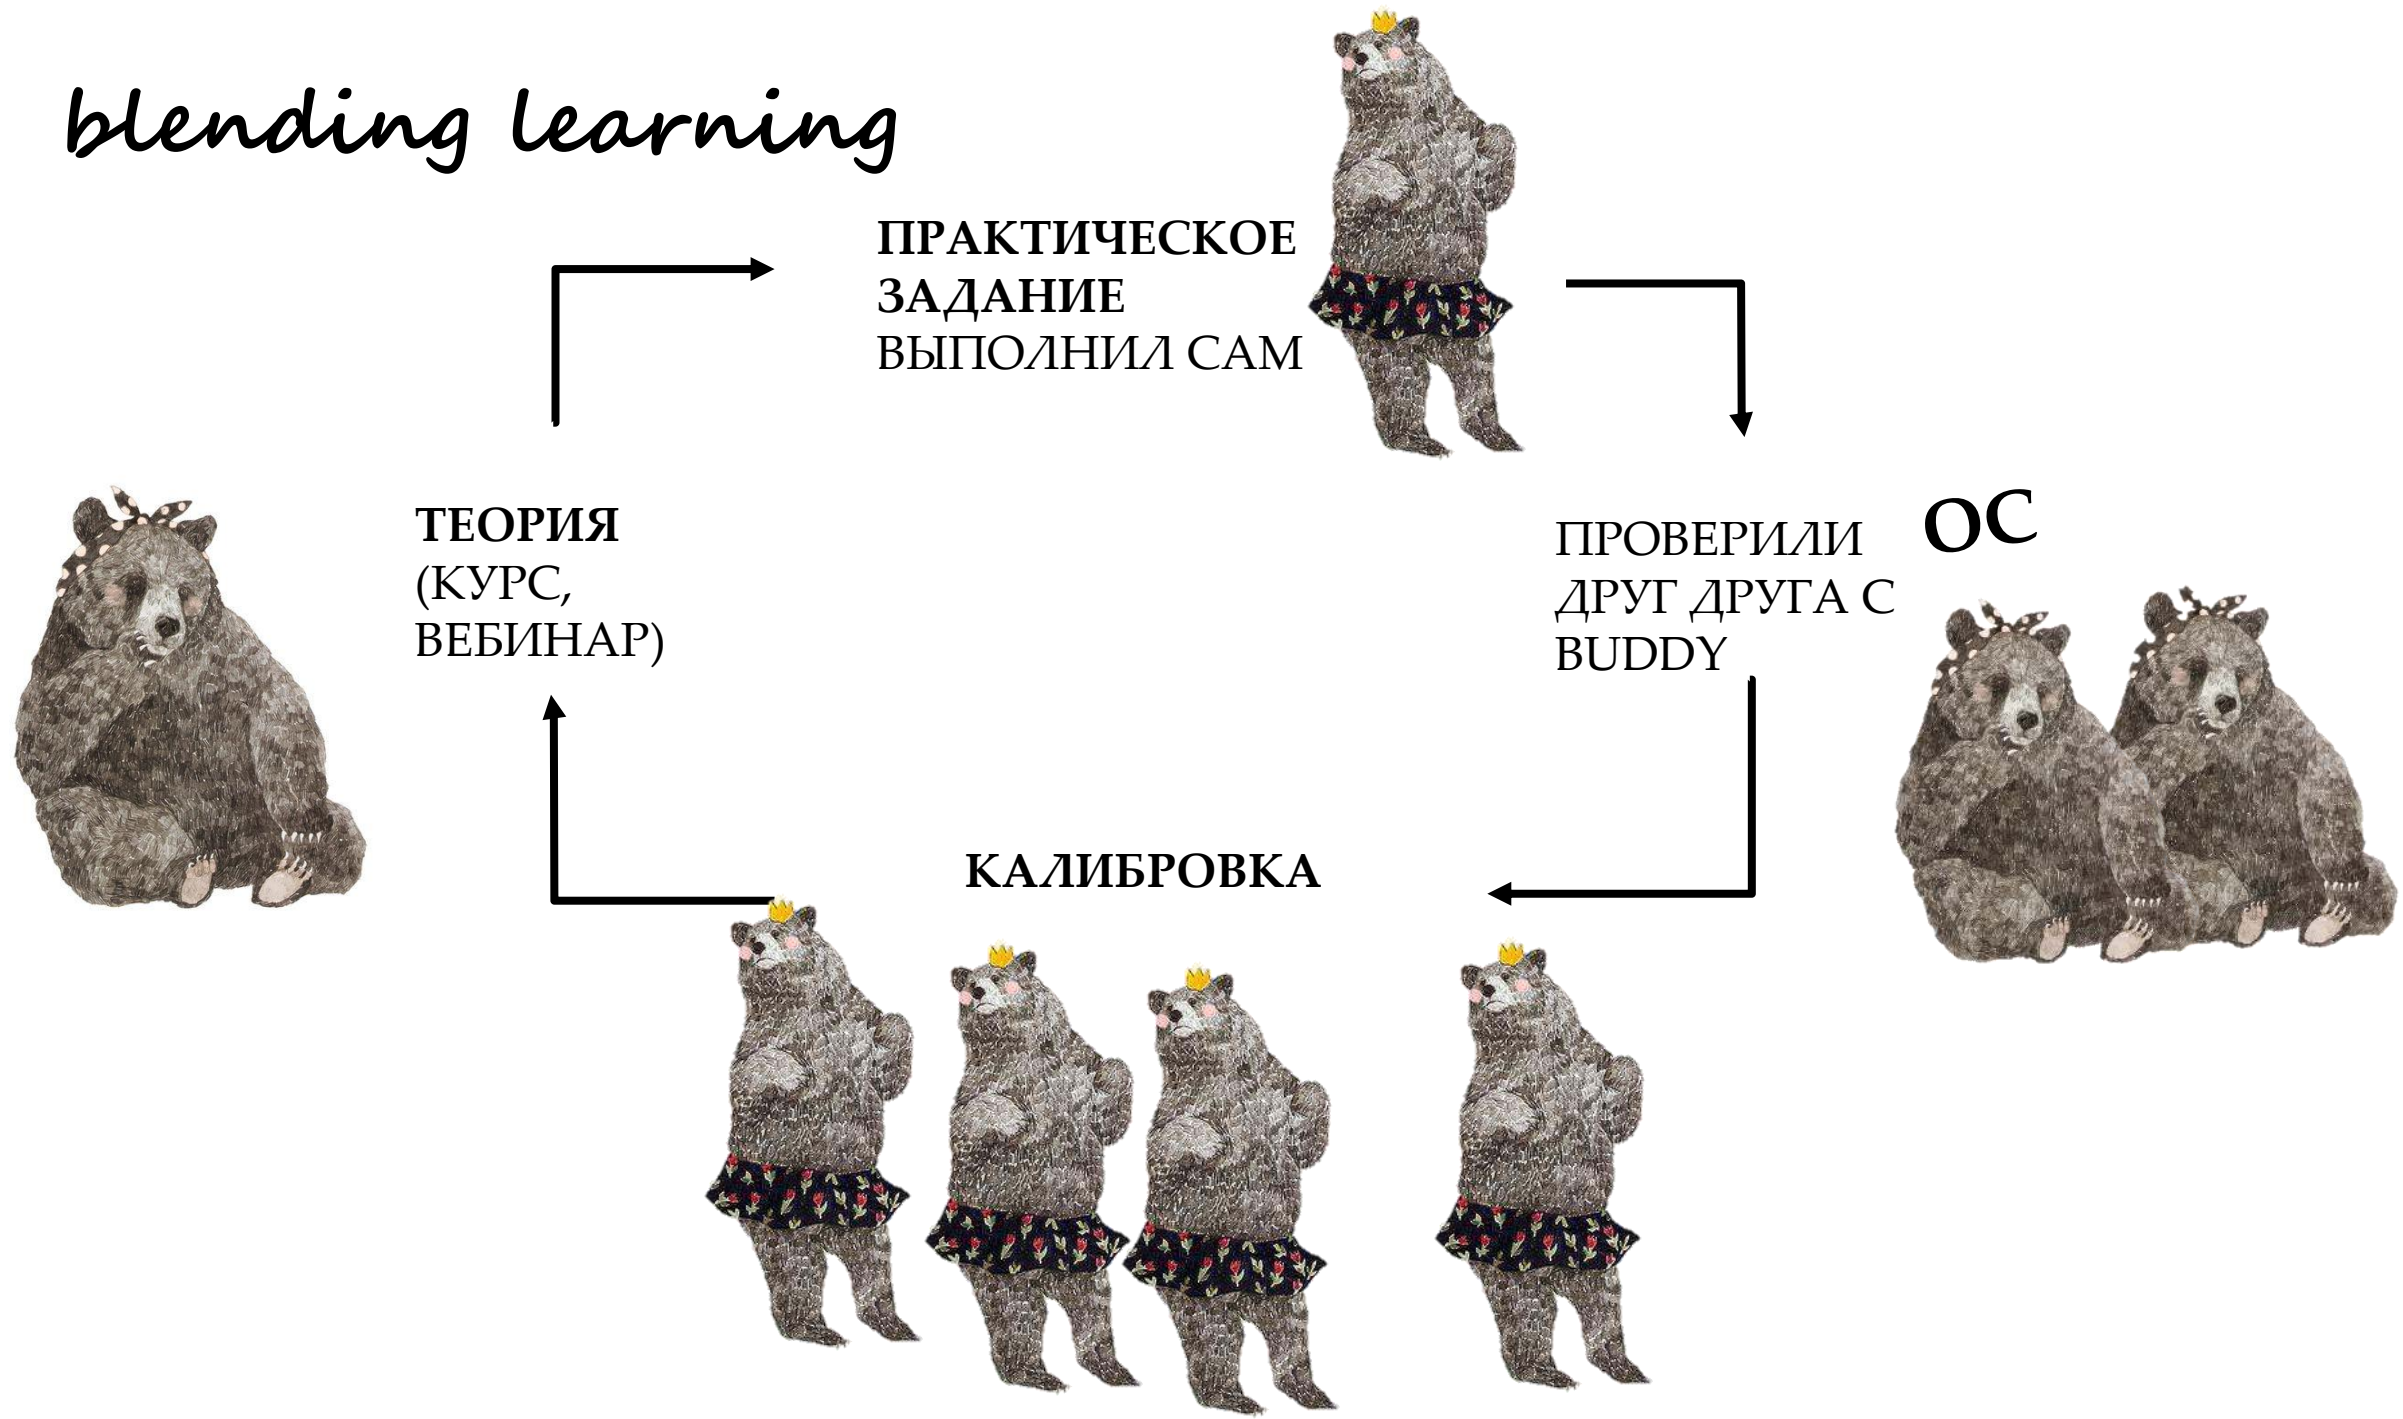 blending learning
ПРАКТИЧЕСКОЕ
ЗАДАНИЕ
ВЫПОЛНИЛ САМ
ТЕОРИЯ
(КУРС,
ВЕБИНАР)
ОС
ПРОВЕРИЛИ
ДРУГ ДРУГА С
BUDDY
КАЛИБРОВКА